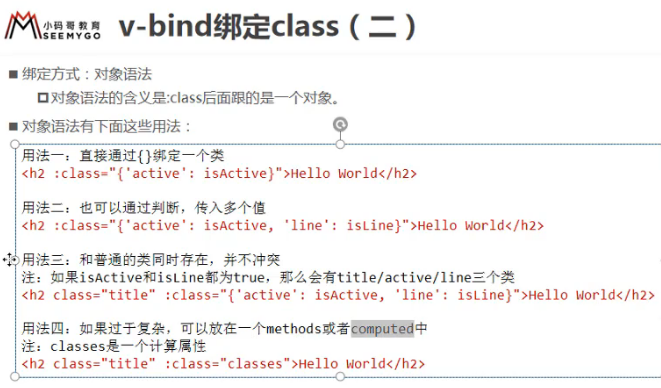 小码哥教育
SEEMYGO
v-bind绑定class（二）
绑定方式：对象语法
对象语法的含义是:class后面跟的是一个对象。
对象语法有下面这些用法：
用法一：直接通过{}绑定一个类
<h2 :class="{'active': isActive}">Hello World</h2>
用法二：也可以通过判断，传入多个值
<h2 :class="{'active': isActive, 'line': isLine}">Hello World</h2>
用法三：和普通的类同时存在，并不冲突
注：如果isActive和isLine都为true，那么会有title/active/line三个类
<h2 class="title" :class="{'active': isActive, 'line': isLine}">Hello World</h2>
用法四：如果过于复杂，可以放在一个methods或者computed中
注：classes是一个计算属性
<h2 class="title" :class="classes">Hello World</h2>